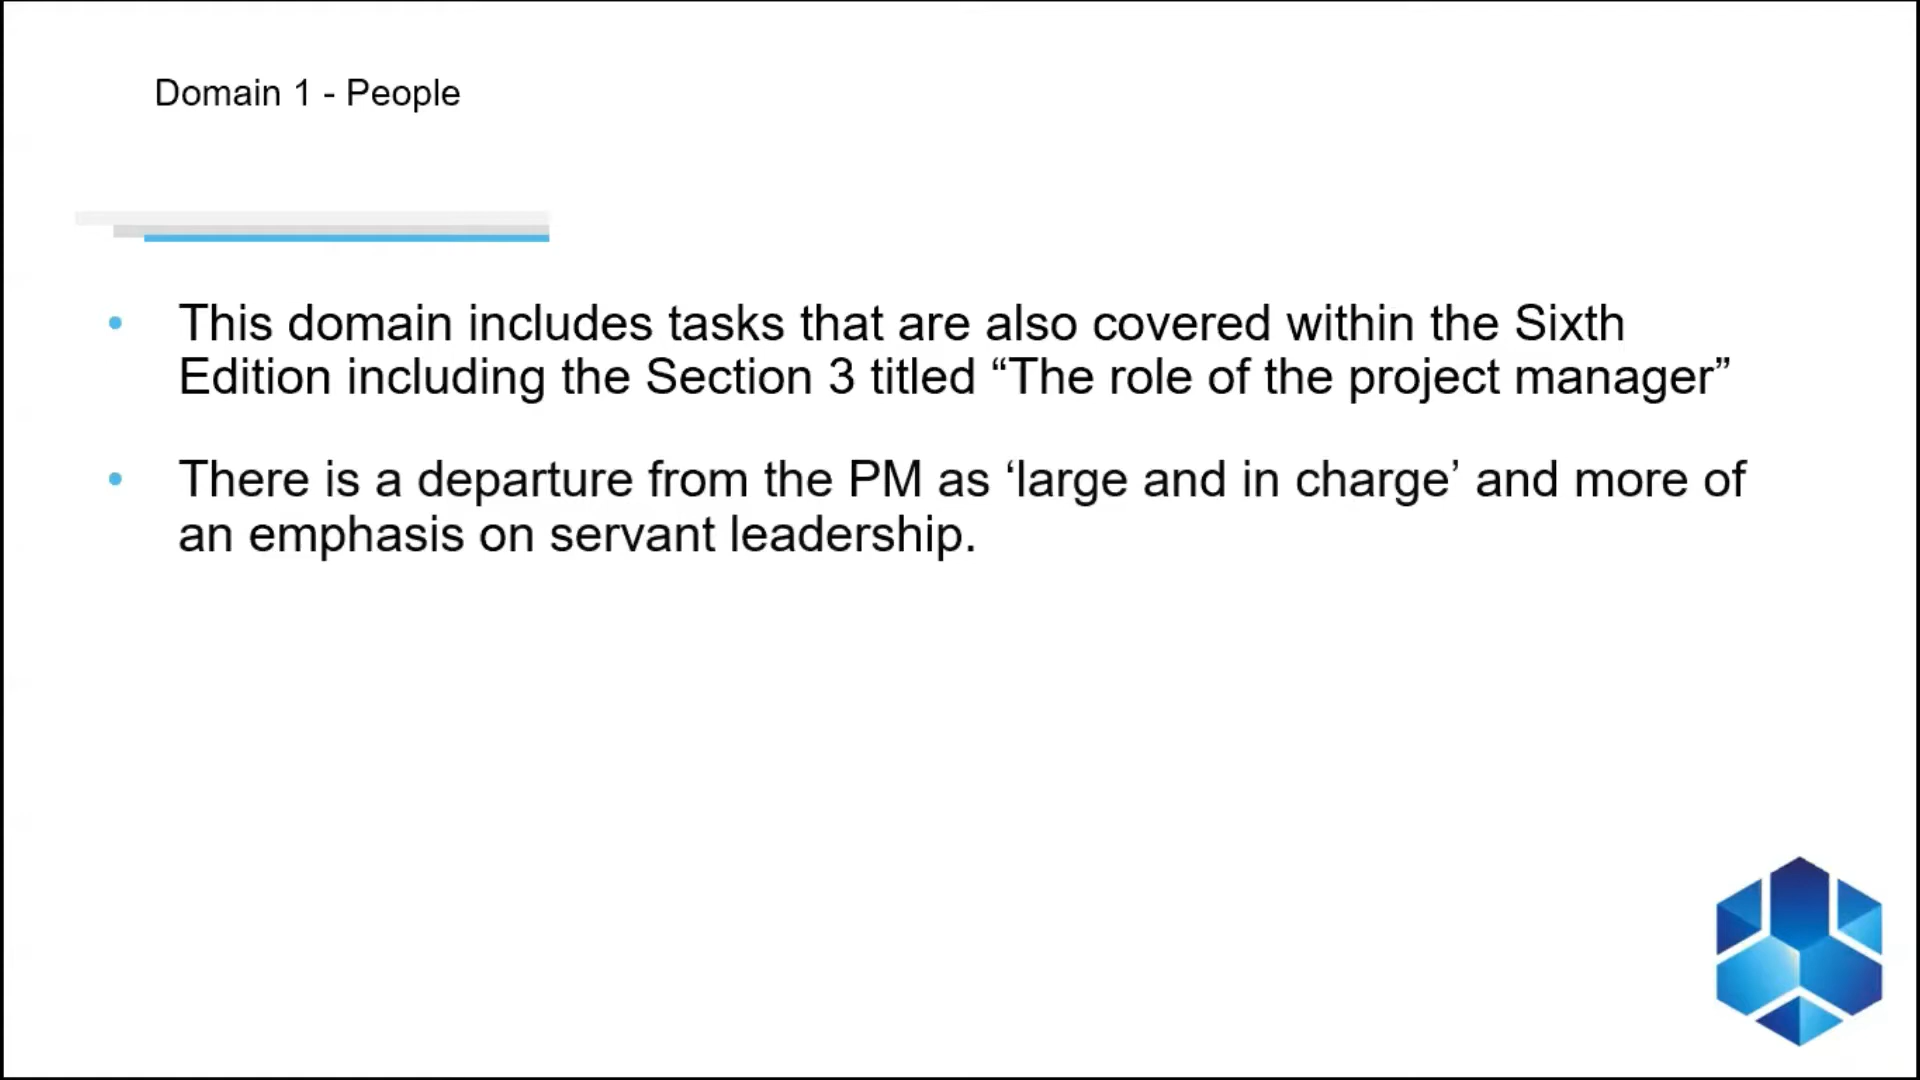 Domain 1 - People
This domain includes tasks that are also covered within the Sixth
Edition including the Section 3 titled “The role of the project manager”
There is a departure from the PM as ‘large and in charge’ and more of
an emphasis on servant leadership.